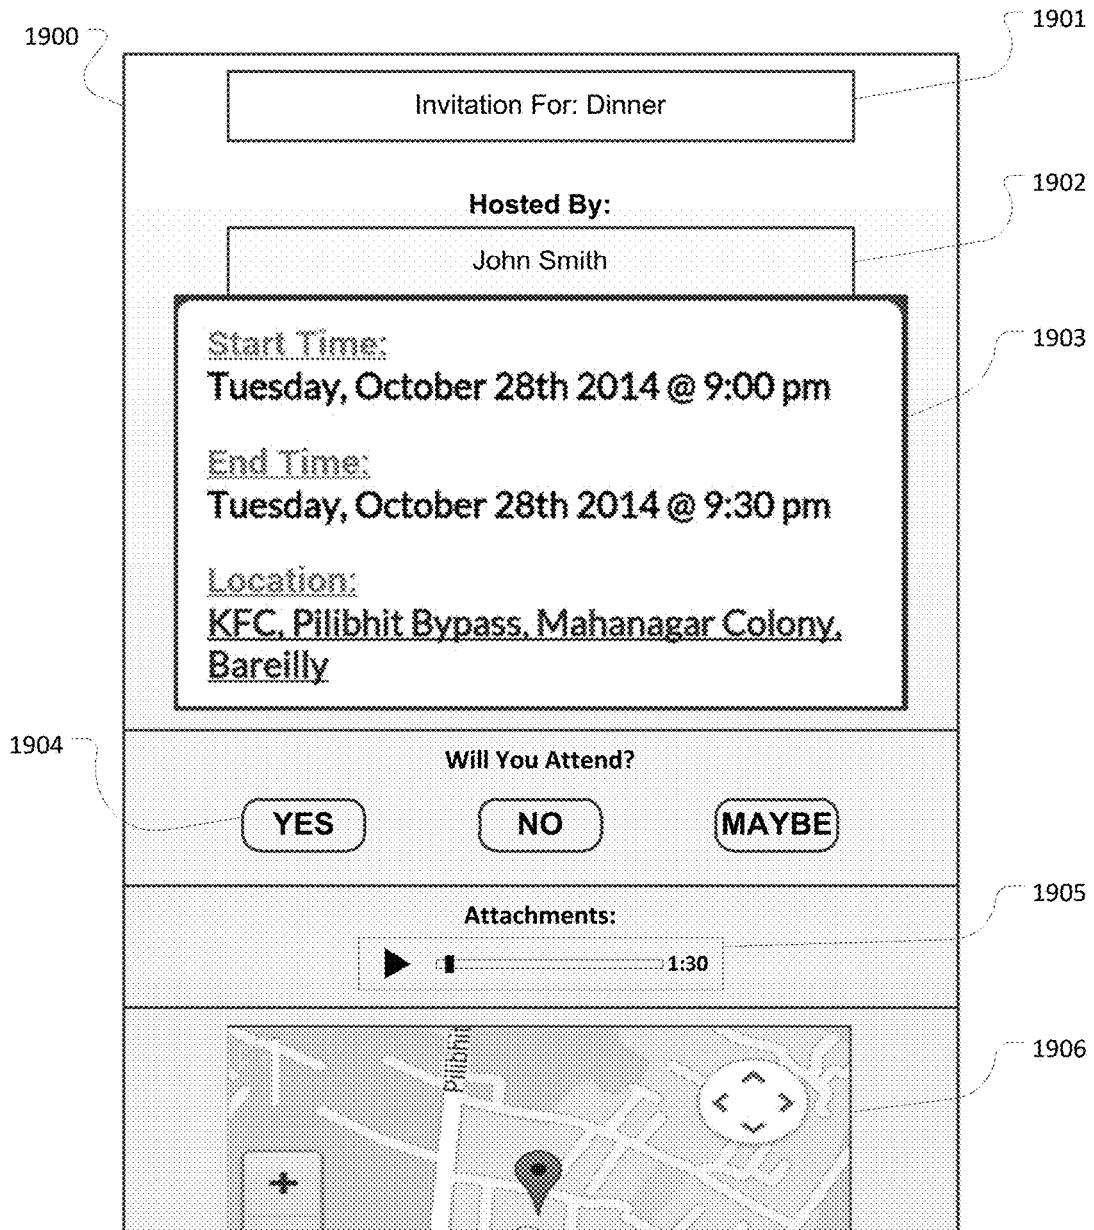 1900
1901
Invitation For: Dinner
1902
Hosted By:
John Smith
1903
Start Time:
Tuesday, October 28th 2014 @ 9:00 pm
End Time:
Tuesday, October 28th 2014 @ 9:30 pm
Location:
KFC, Pilibhit Bypass, Mahanagar Colony,
Bareilly
1904
Will You Attend?
YES NO MAYBE
1905
Attachments:
1:30
1906
Pilibhit
+